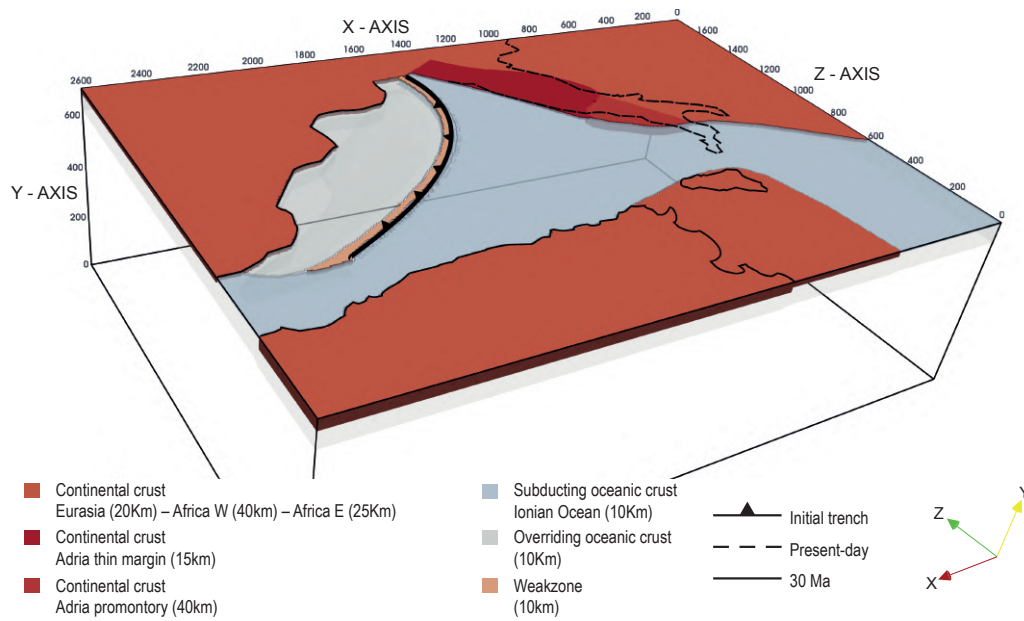 X - AXIS
2600
2400
2200
2000
1800
1600
1400
1200
1000
800
600
400
200
0
Z - AXIS
1600
1400
1200
1000
800
600
400
200
0
Y - AXIS
600
400
200
0
Continental crust
Eurasia (20Km) – Africa W (40km) – Africa E (25Km)
Continental crust
Adria thin margin (15km)
Continental crust
Adria promontory (40km)
Subducting oceanic crust
Ionian Ocean (10Km)
Overriding oceanic crust
(10Km)
Weakzone
(10km)
Initial trench
Present-day
30 Ma
Y
Z
X